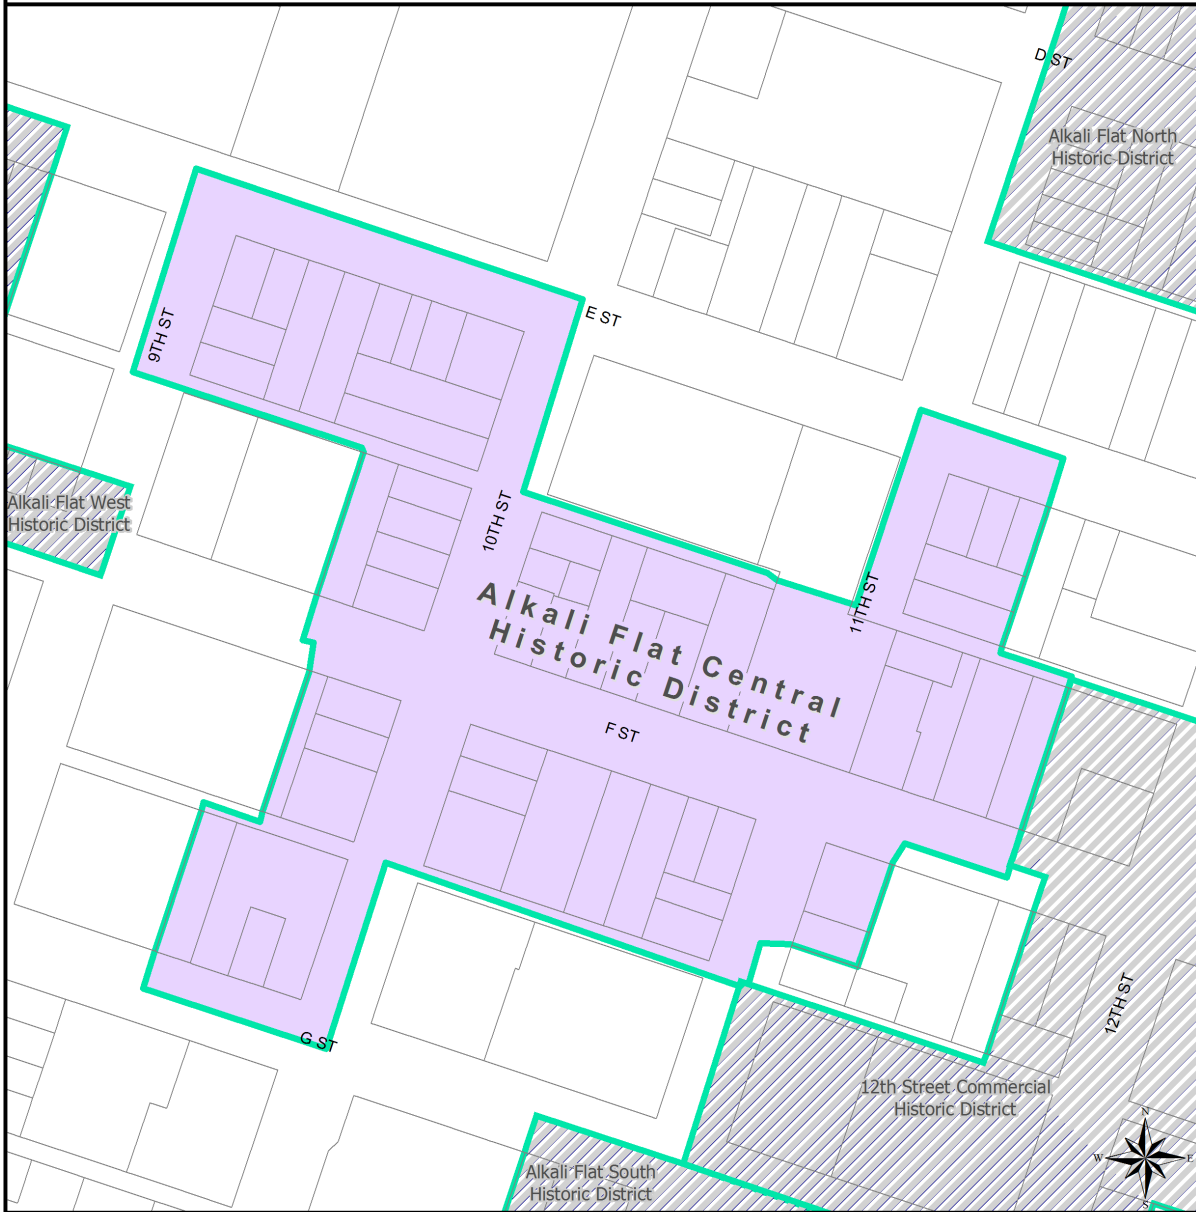 D ST
Alkali Flat North
Historic District
9TH ST
E ST
Alkali Flat West
Historic District
10TH ST
11TH ST
Alkali Flat Central
Historic District
F ST
12TH ST
G ST
12th Street Commercial
Historic District
Alkali Flat South
Historic District
N
W
E
S